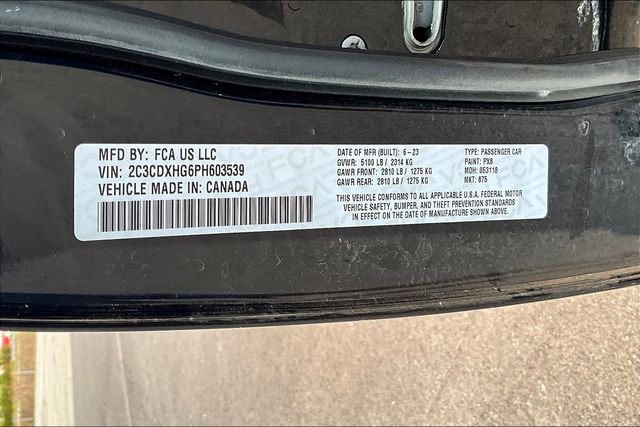 MFD BY: FCA US LLC
VIN: 2C3CDXHG6PH603539
VEHICLE MADE IN: CANADA
DATE OF MFR (BUILT): 6-23
GVWR: 5100 LB / 2314 KG
GAWR FRONT: 2810 LB / 1275 KG
GAWR REAR: 2810 LB / 1275 KG
TYPE: PASSENGER CAR
PAINT: PX8
MDH: 053118
MKT: 875
THIS VEHICLE CONFORMS TO ALL APPLICABLE U.S.A. FEDERAL MOTOR
VEHICLE SAFETY, BUMPER, AND THEFT PREVENTION STANDARDS
IN EFFECT ON THE DATE OF MANUFACTURE SHOWN ABOVE.